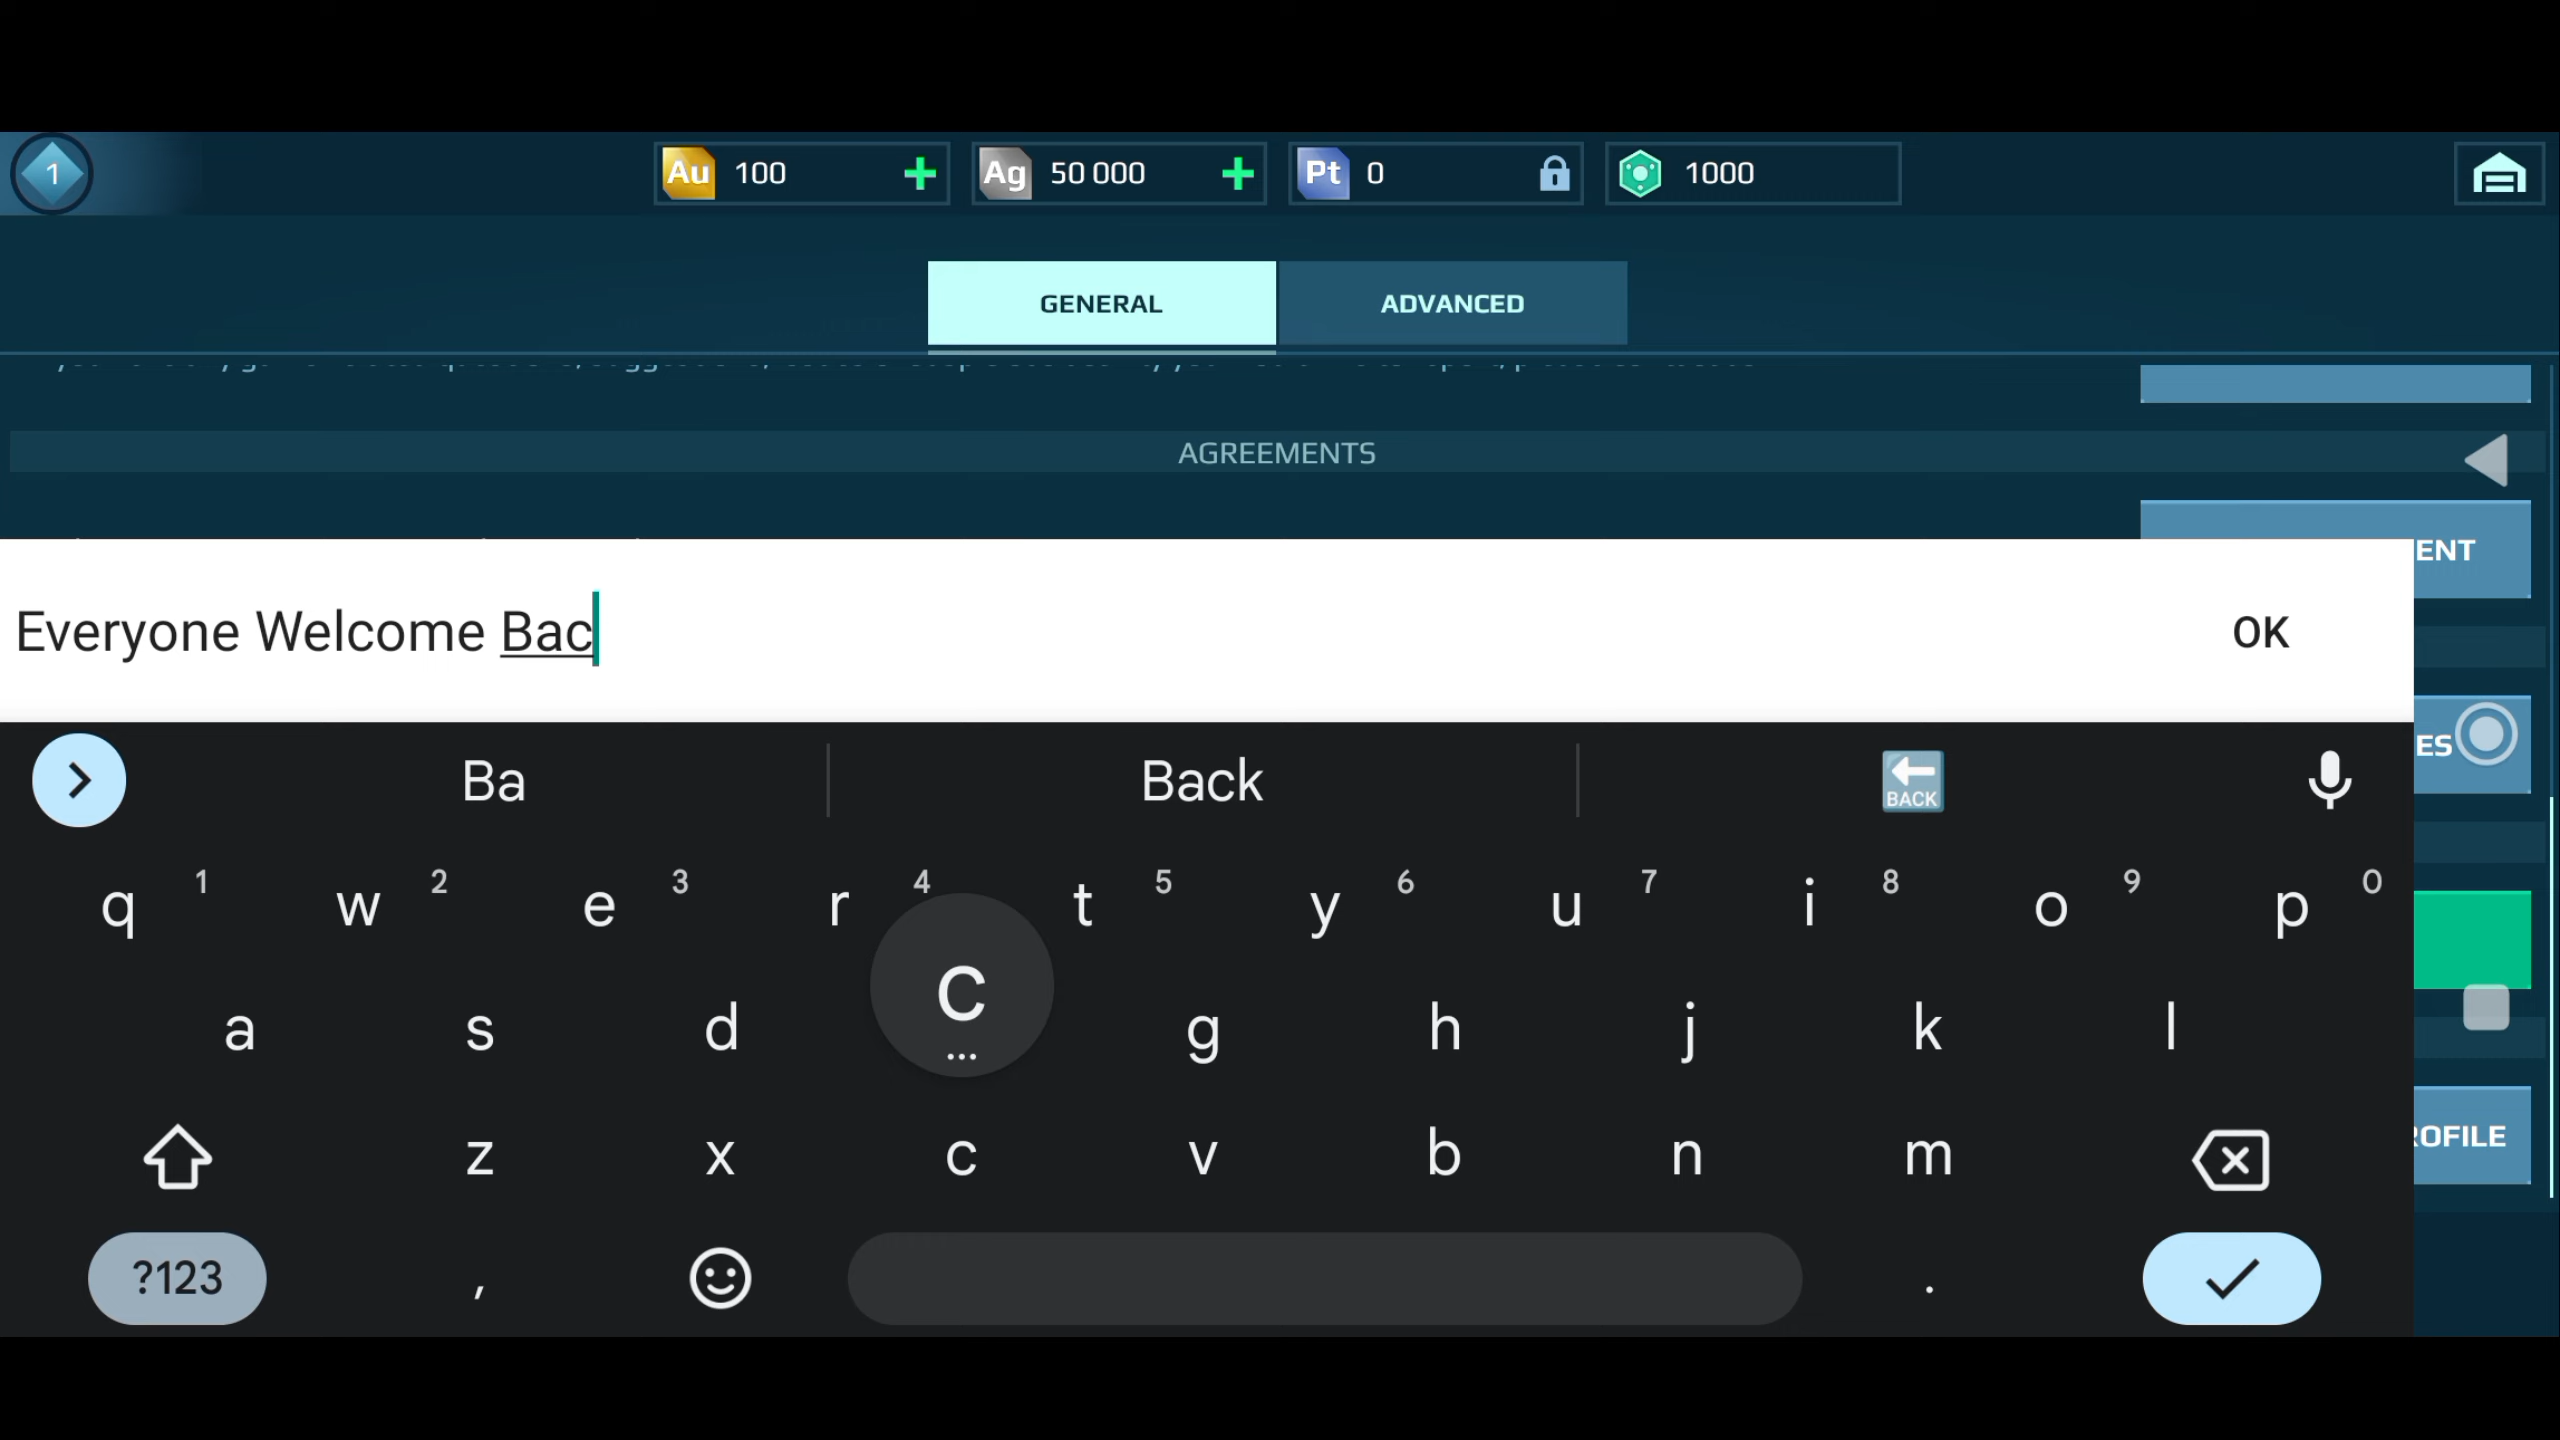 1
Au 100 + Ag 50 000 + Pt 0 1000
GENERAL ADVANCED
AGREEMENTS
ENT
Everyone Welcome Bac OK
ES
Ba Back BACK
q 1 w 2 e 3 r 4 t 5 y 6 u 7 i 8 o 9 p 0
a s d c ... g h j k l
z x c v b n m
ROFILE
?123 , .